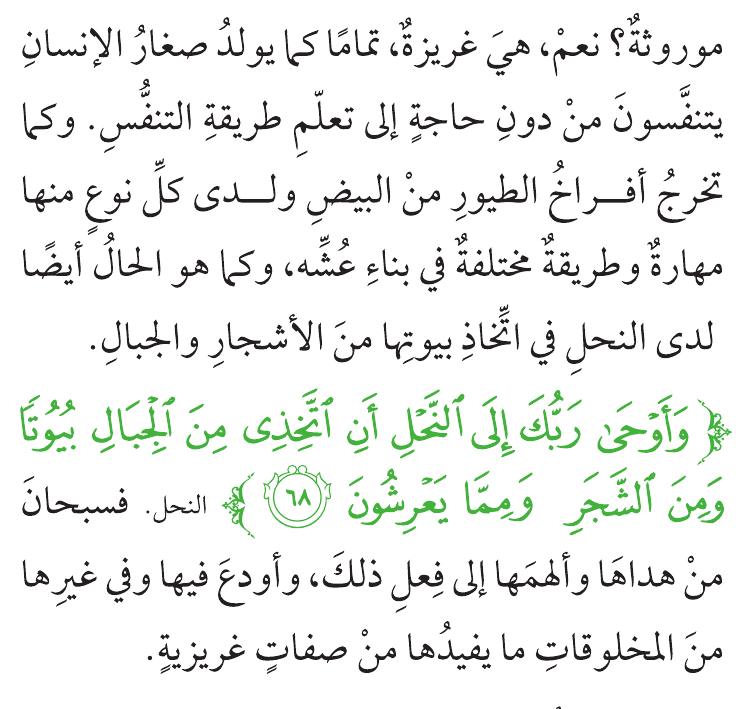 موروثةٌ؟ نعمْ، هيَ غريزةٌ، تمامًا كما يولدُ صغارُ الإنسانِ
يتنفَّسونَ منْ دونِ حاجةٍ إلى تعلّمِ طريقةِ التنفُّسِ. وكما
تخرجُ أفـراخُ الطيورِ منْ البيضِ ولـدى كلِّ نوعٍ منها
مهارةٌ وطريقةٌ مختلفةٌ في بناءِ عُشِّه، وكما هو الحالُ أيضًا
لدى النحلِ في اتِّخاذِ بيوتِها منَ الأشجارِ والجبالِ.
﴿ وَأَوۡحَىٰ رَبُّكَ إِلَى ٱلنَّحۡلِ أَنِ ٱتَّخِذِى مِنَ ٱلۡجِبَالِ بُيُوتٗا
وَمِنَ ٱلشَّجَرِ وَمِمَّا يَعۡرِشُونَ ٦٨ ﴾ النحل. فسبحانَ
منْ هداهَا وألهمَها إلى فِعلِ ذلكَ، وأودعَ فيها وفي غيرِها
منَ المخلوقاتِ ما يفيدُها منْ صفاتٍ غريزيةٍ.